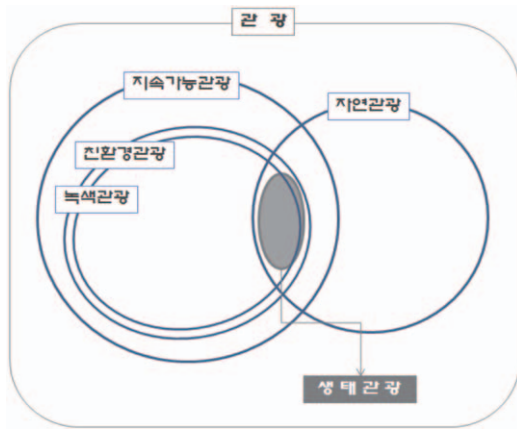 관 광
지속가능관광
자연관광
친환경관광
녹색관광
생 태 관 광